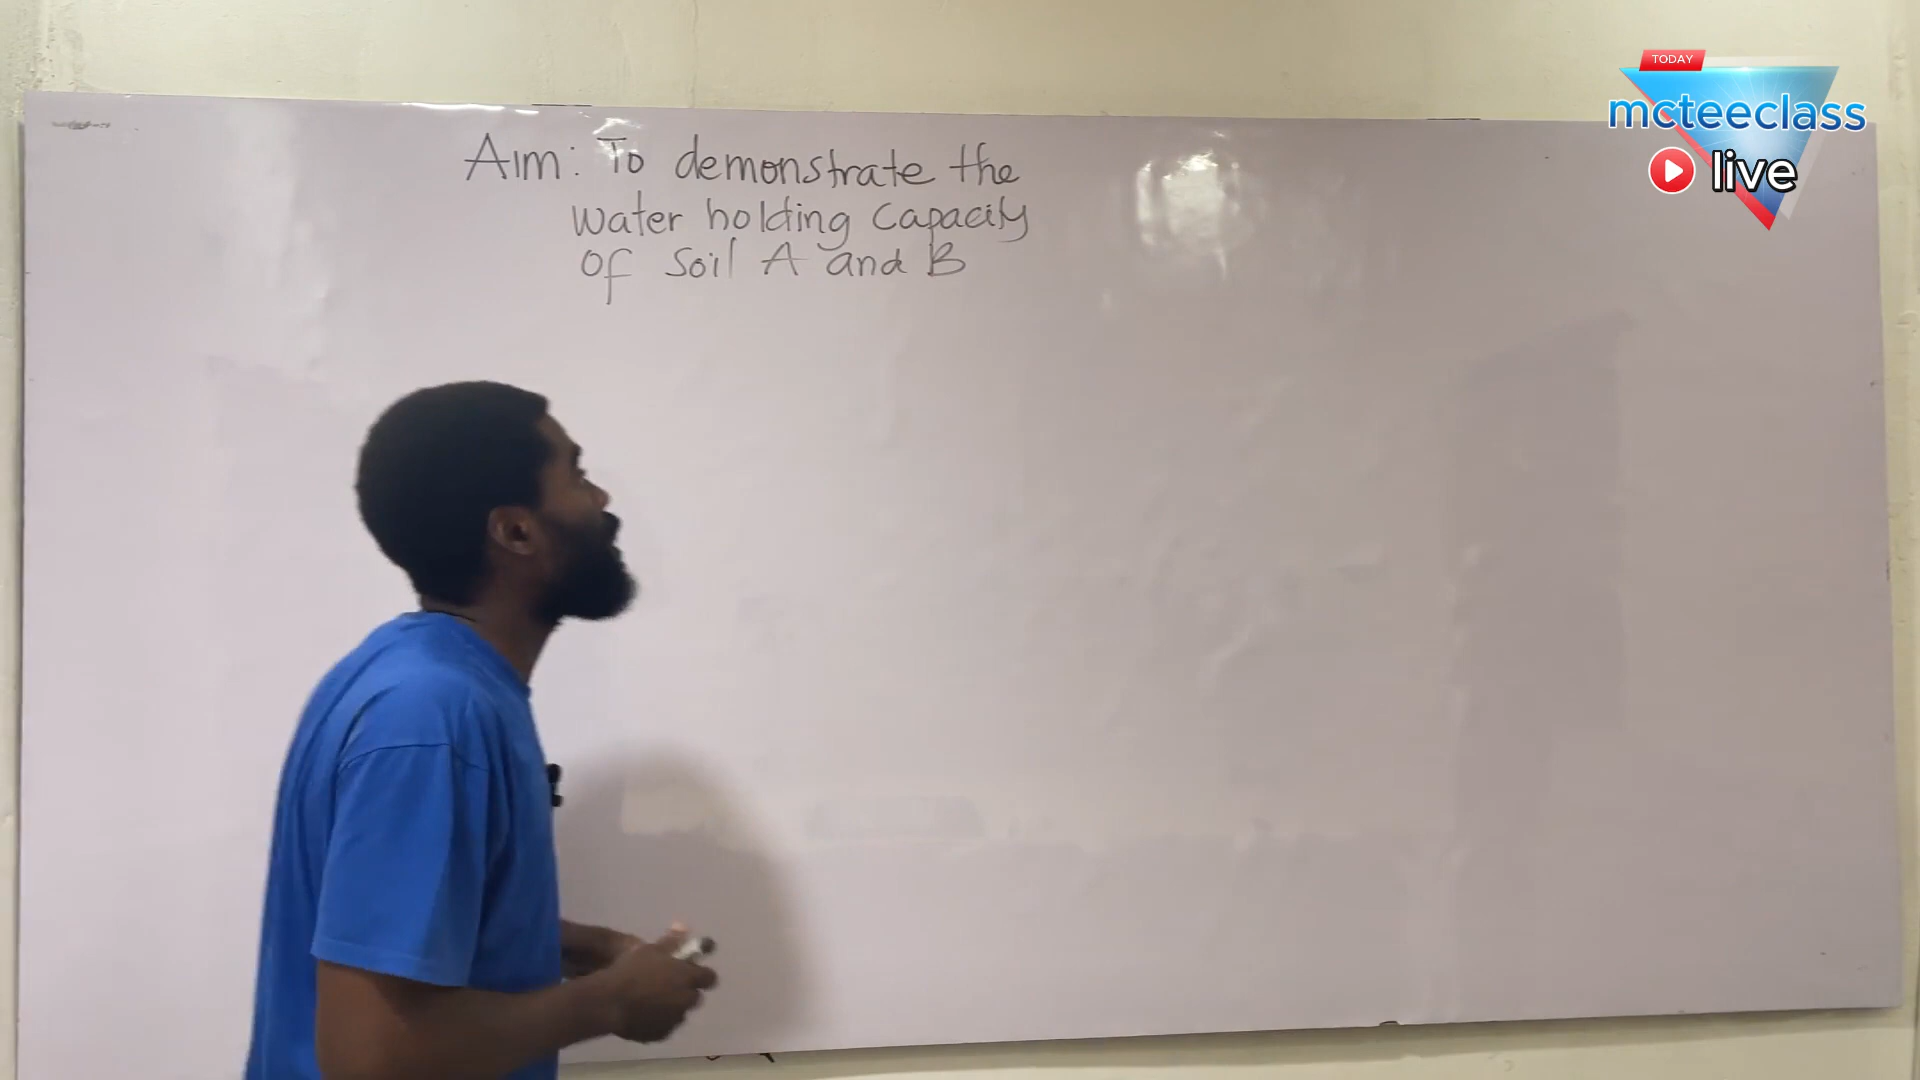 Aim: To demonstrate the
water holding capacity
of soil A and B
TODAY
mcteeclass
live